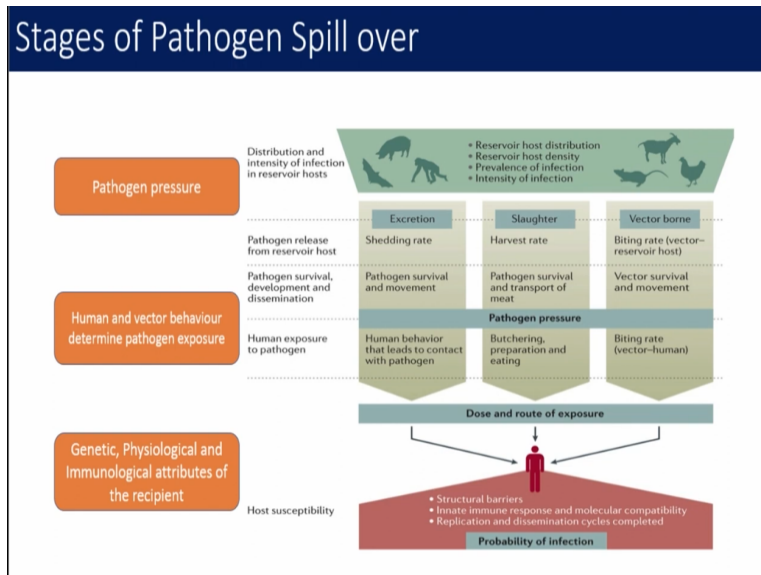 Stages of Pathogen Spill over
Pathogen pressure
Human and vector behaviour
determine pathogen exposure
Genetic, Physiological and
Immunological attributes of
the recipient
Distribution and
intensity of infection
in reservoir hosts
• Reservoir host distribution
• Reservoir host density
• Prevalence of infection
• Intensity of infection
Excretion
Slaughter
Vector borne
Pathogen release
from reservoir host
Shedding rate
Harvest rate
Biting rate (vector–
reservoir host)
Pathogen survival,
development and
dissemination
Pathogen survival
and movement
Pathogen survival
and transport of
meat
Vector survival
and movement
Pathogen pressure
Human exposure
to pathogen
Human behavior
that leads to contact
with pathogen
Butchering,
preparation and
eating
Biting rate
(vector–human)
Dose and route of exposure
Host susceptibility
• Structural barriers
• Innate immune response and molecular compatibility
• Replication and dissemination cycles completed
Probability of infection